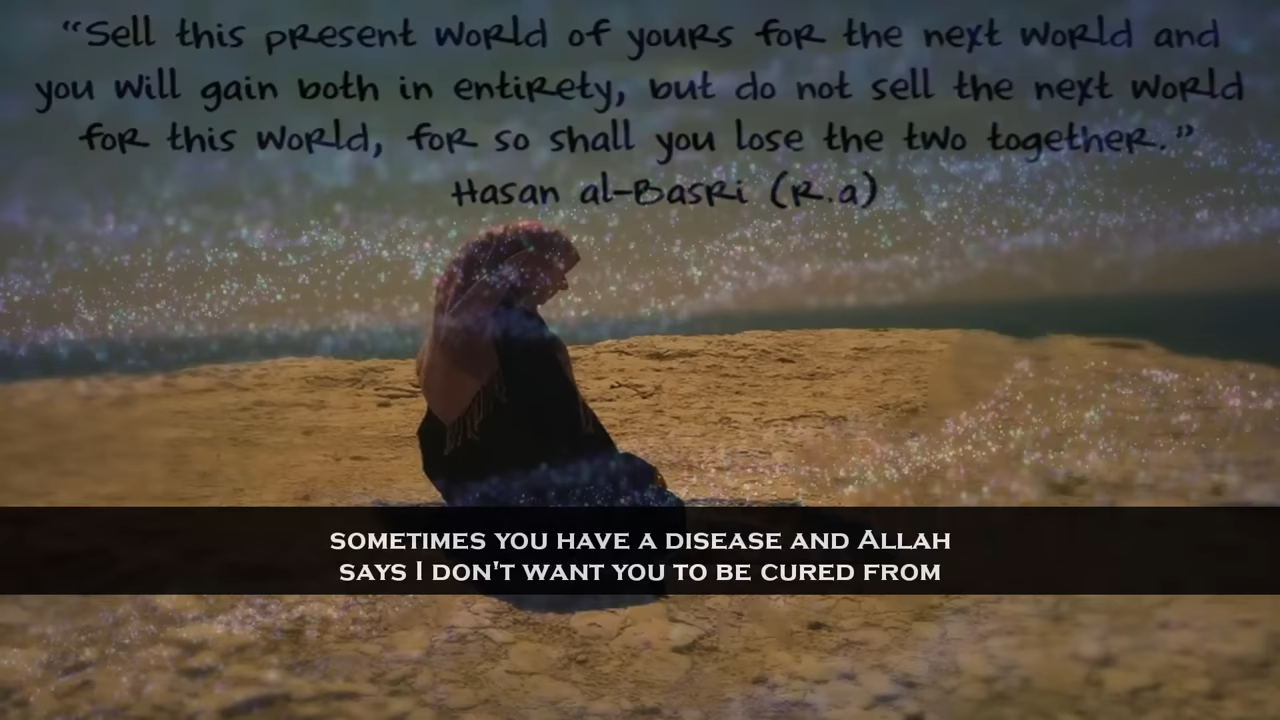 “Sell this present world of yours for the next world and
you will gain both in entirety, but do not sell the next world
for this world, for so shall you lose the two together.”
Hasan al-Basri (R.a)
SOMETIMES YOU HAVE A DISEASE AND ALLAH
SAYS I DON'T WANT YOU TO BE CURED FROM